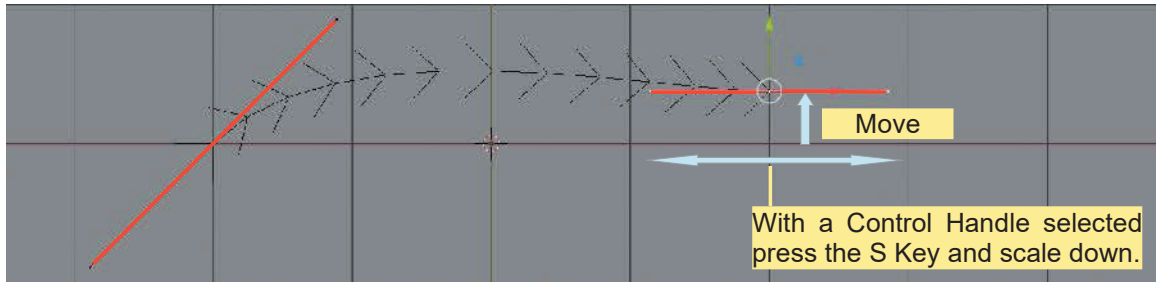 Move
With a Control Handle selected
press the S Key and scale down.